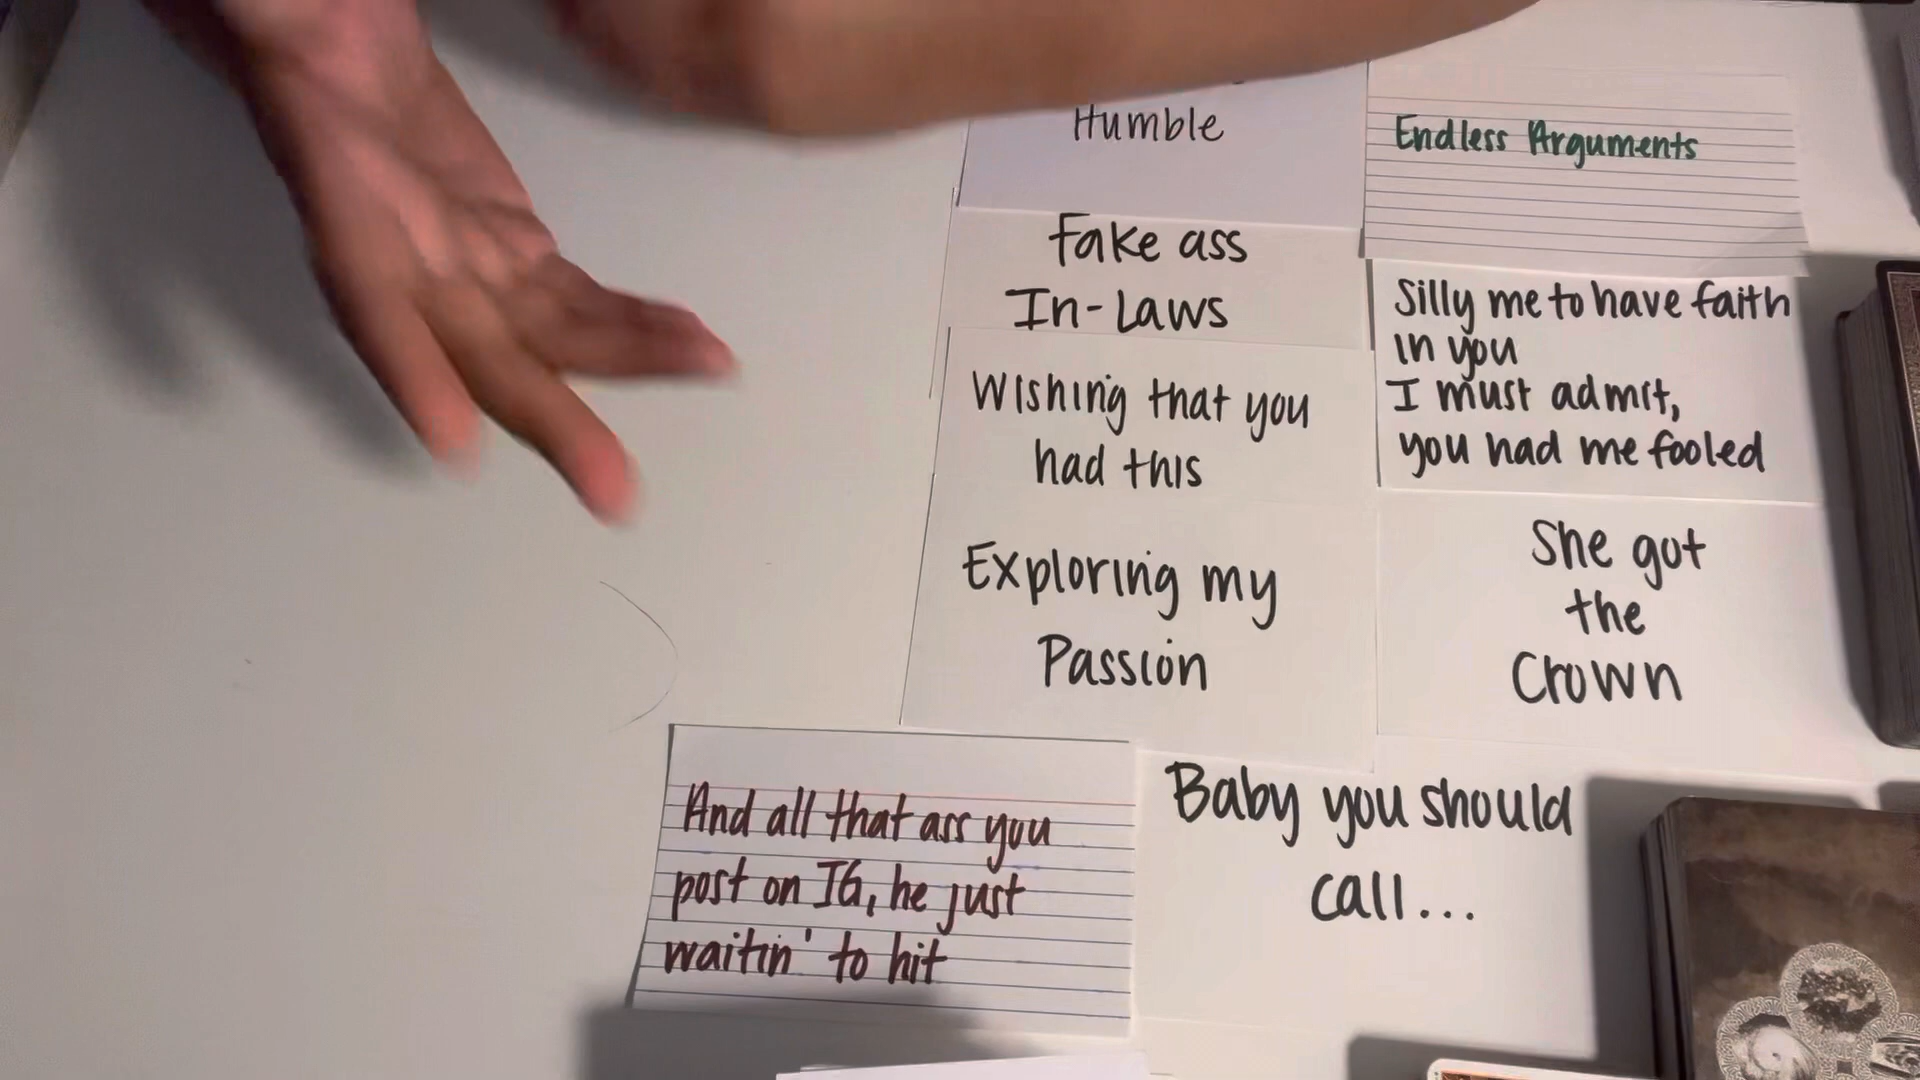 Humble
Endless Arguments
Fake ass
In-Laws
Silly me to have faith
in you
I must admit,
you had me fooled
Wishing that you
had this
Exploring my
Passion
She got
the
Crown
And all that ass you
post on IG, he just
waitin' to hit
Baby you should
call...